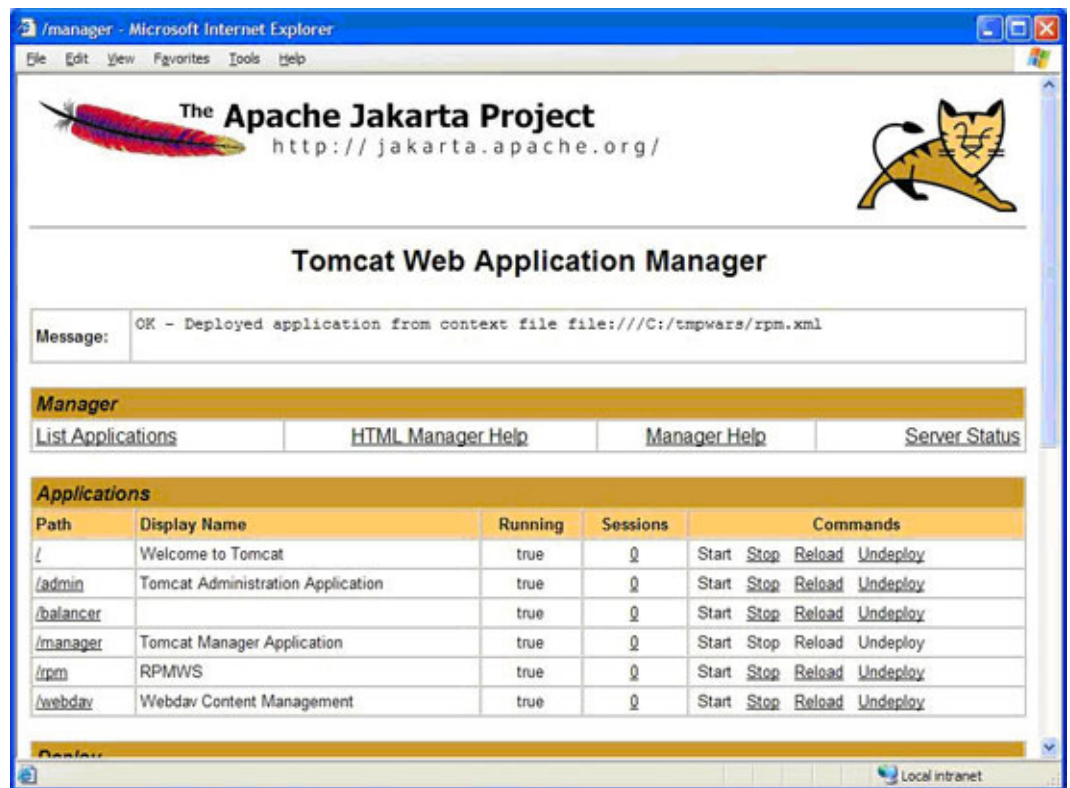 /manager - Microsoft Internet Explorer
File Edit View Favorites Tools Help
The Apache Jakarta Project
http://jakarta.apache.org/
Tomcat Web Application Manager
Message: OK - Deployed application from context file file:///C:/tmpwars/rpm.xml
Manager
List Applications HTML Manager Help Manager Help Server Status
Applications
Path Display Name Running Sessions Commands
/ Welcome to Tomcat true 0 Start Stop Reload Undeploy
/admin Tomcat Administration Application true 0 Start Stop Reload Undeploy
/balancer true 0 Start Stop Reload Undeploy
/manager Tomcat Manager Application true 0 Start Stop Reload Undeploy
/rpm RPMWS true 0 Start Stop Reload Undeploy
/webdav Webdav Content Management true 0 Start Stop Reload Undeploy
Deploy
Local intranet